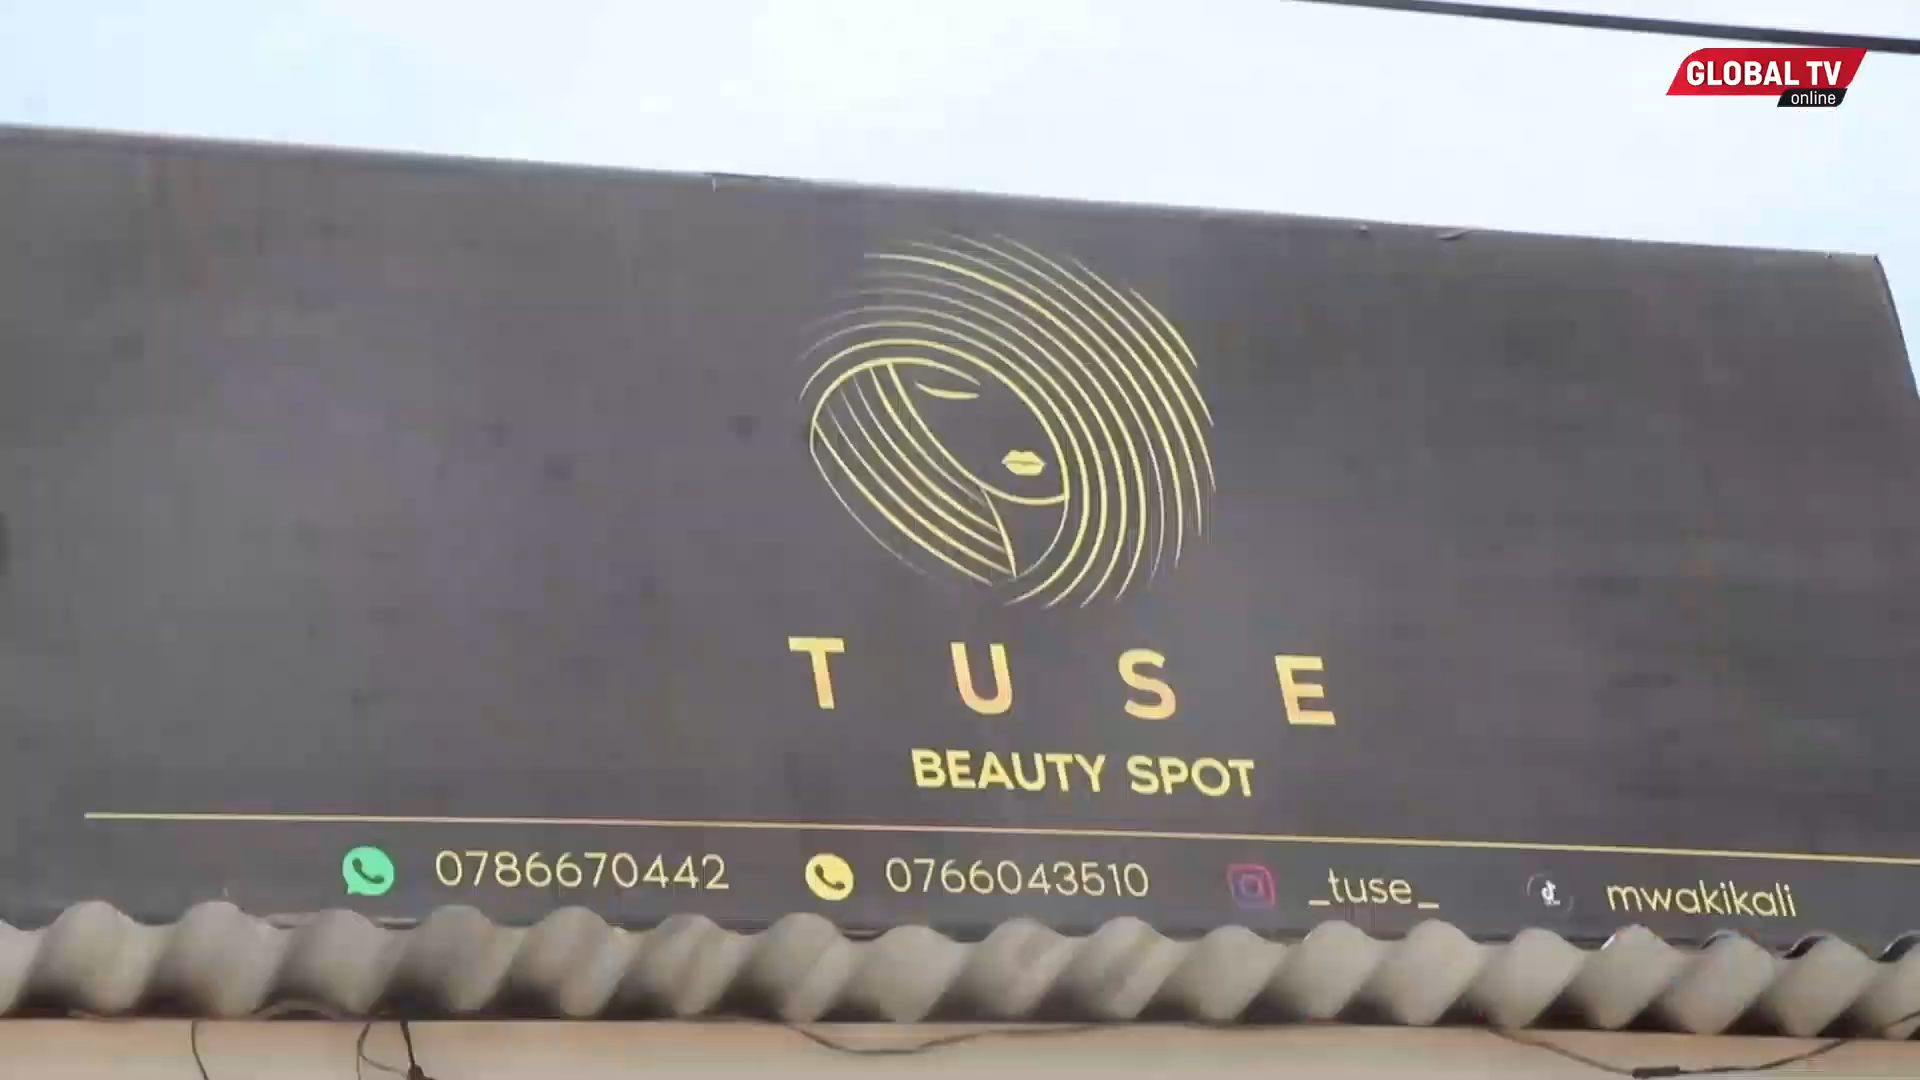 GLOBAL TV
online
TUSE
BEAUTY SPOT
0786670442 0766043510 _tuse_ mwakikali